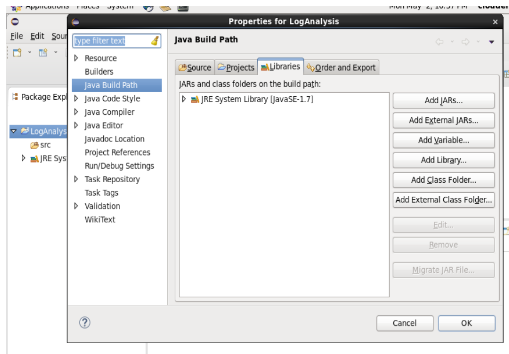 Applications Places System Mon May 2, 10:57 PM
Properties for LogAnalysis
File Edit Sour
type filter text
Java Build Path
Resource
Builders
Java Build Path
Java Code Style
Java Compiler
Java Editor
Javadoc Location
Project References
Run/Debug Settings
Task Repository
Task Tags
Validation
WikiText
Source Projects Libraries Order and Export
JARs and class folders on the build path:
JRE System Library [JavaSE-1.7]
Add JARs...
Add External JARs...
Add Variable...
Add Library...
Add Class Folder...
Add External Class Folder...
Edit...
Remove
Migrate JAR File...
Package Expl
LogAnalys
src
JRE Sys
Cancel OK